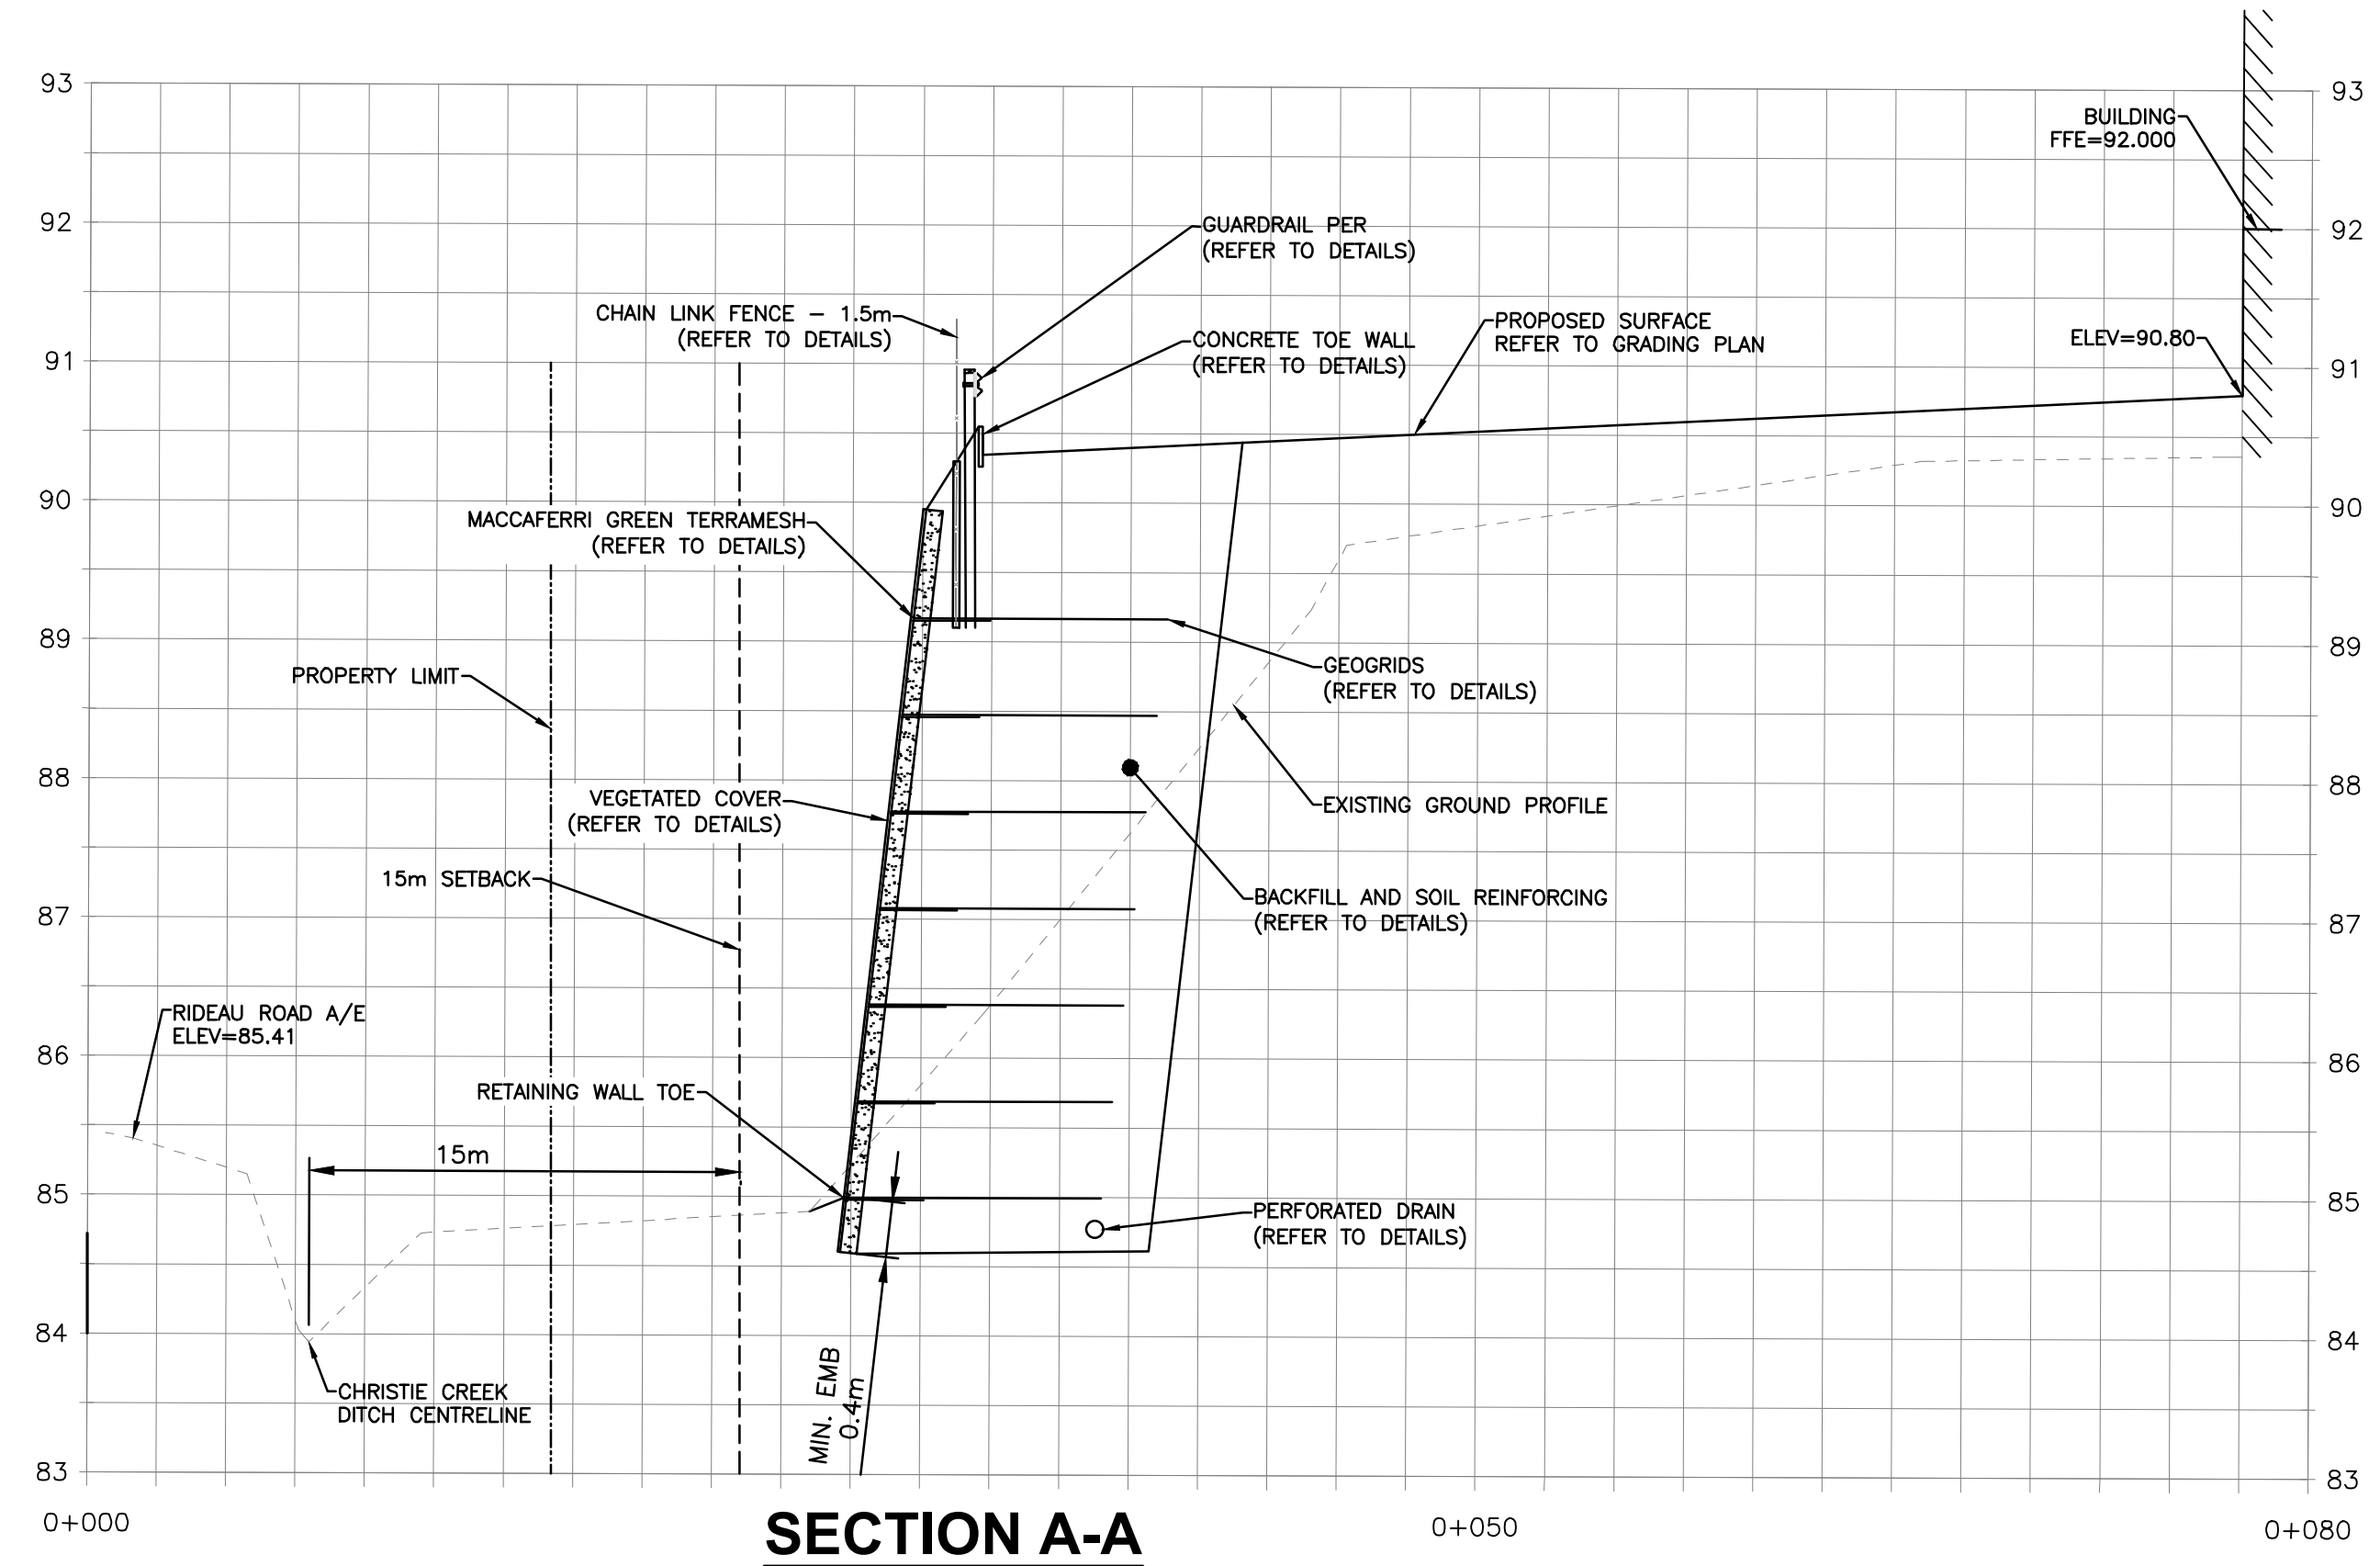 93
93
BUILDING
FFE=92.000
92
92
GUARDRAIL PER
(REFER TO DETAILS)
CHAIN LINK FENCE – 1.5m
(REFER TO DETAILS)
CONCRETE TOE WALL
(REFER TO DETAILS)
PROPOSED SURFACE
REFER TO GRADING PLAN
ELEV=90.80
91
91
90
90
MACCAFERRI GREEN TERRAMESH
(REFER TO DETAILS)
89
89
PROPERTY LIMIT
GEOGRIDS
(REFER TO DETAILS)
88
88
VEGETATED COVER
(REFER TO DETAILS)
EXISTING GROUND PROFILE
15m SETBACK
BACKFILL AND SOIL REINFORCING
(REFER TO DETAILS)
87
87
RIDEAU ROAD A/E
ELEV=85.41
86
86
RETAINING WALL TOE
15m
85
85
PERFORATED DRAIN
(REFER TO DETAILS)
84
84
CHRISTIE CREEK
DITCH CENTRELINE
MIN. EMB
0.4m
83
83
0+000
0+050
0+080
SECTION A-A